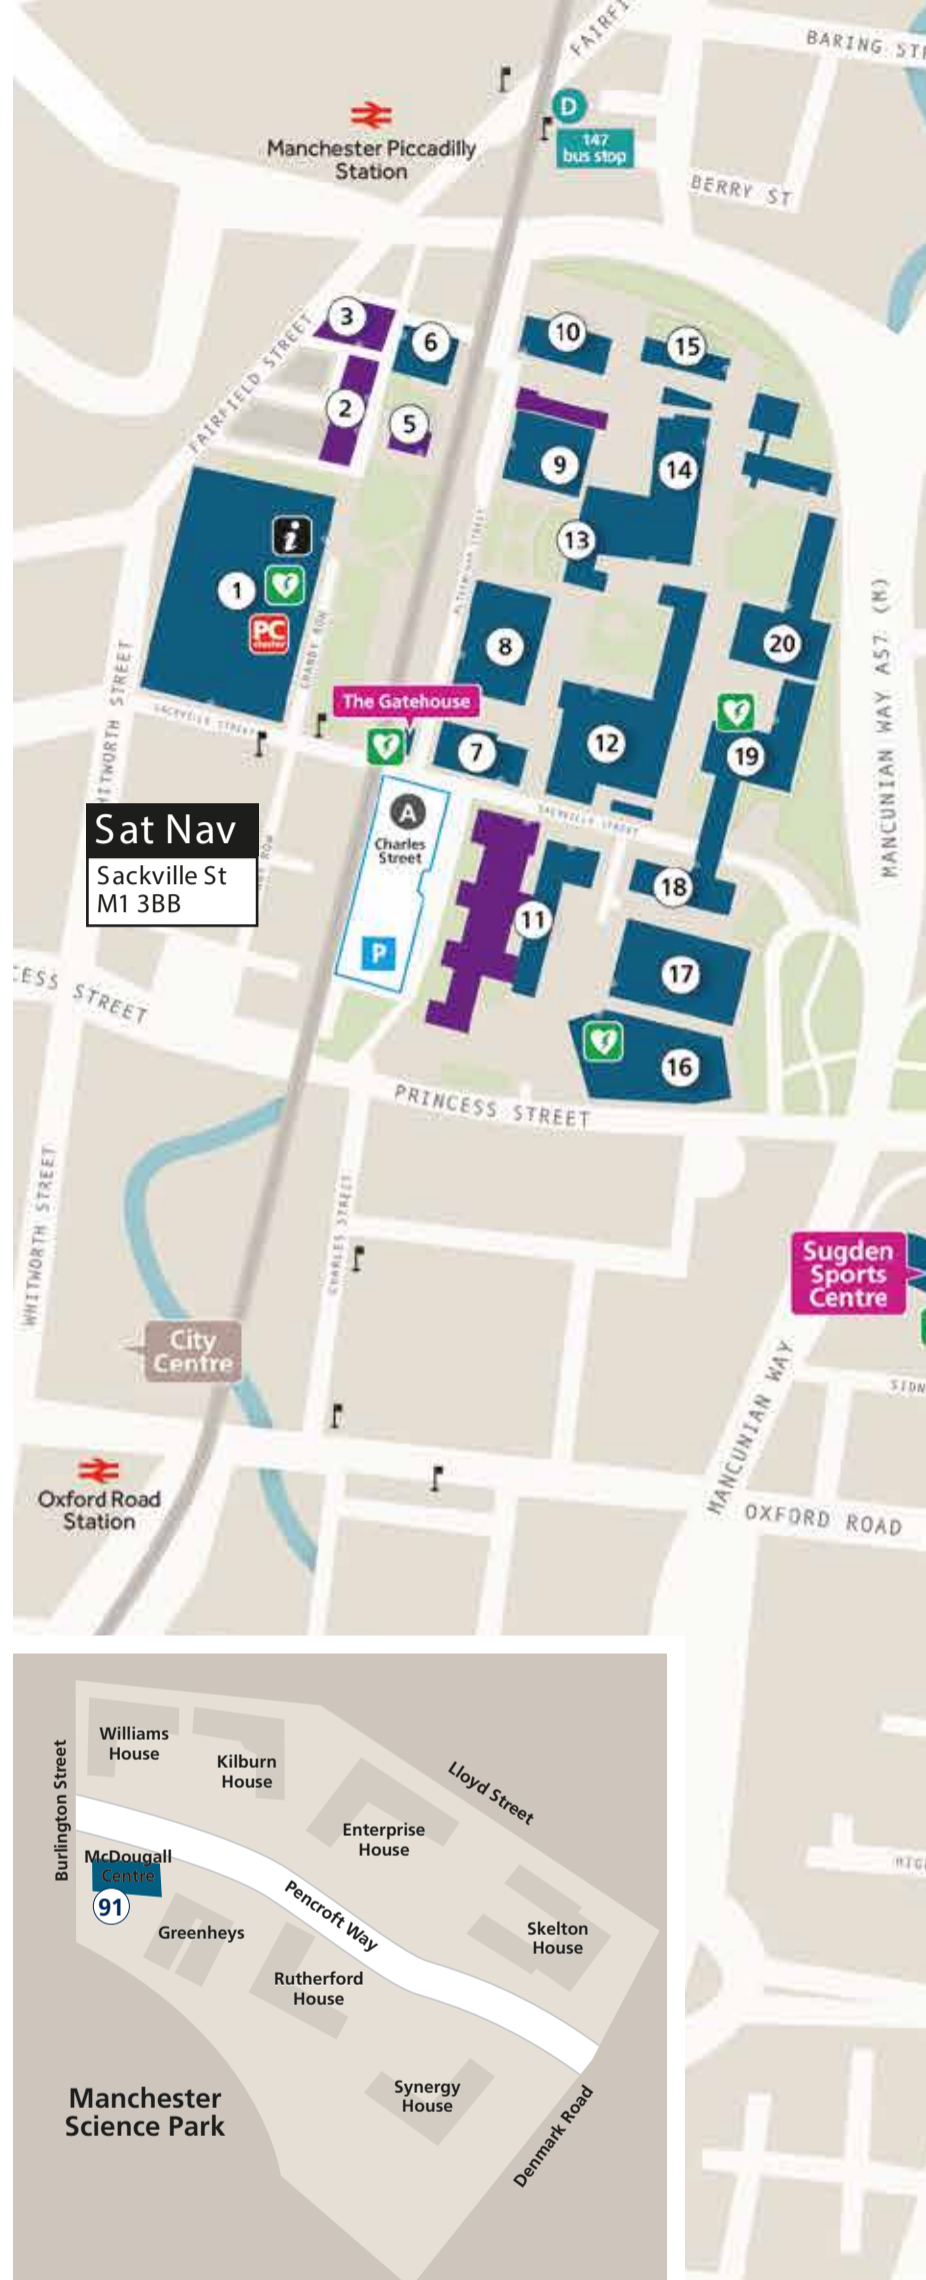 BARING ST
D
147
bus stop
Manchester Piccadilly
Station
BERRY ST
3
6
10
15
FAIRFIELD STREET
2
5
9
14
13
i
1
PC
cluster
GRANBY ROW
8
20
MANCUNIAN WAY A57 (M)
The Gatehouse
SACKVILLE STREET
7
12
19
Sat Nav
Sackville St
M1 3BB
A
Charles
Street
SACKVILLE STREET
18
11
P
17
CESS STREET
16
PRINCESS STREET
WHITWORTH STREET
CHARLES STREET
Sugden
Sports
Centre
City
Centre
MANCUNIAN WAY
SIDN
Oxford Road
Station
OXFORD ROAD
Williams
House
Kilburn
House
Lloyd Street
Burlington Street
Enterprise
House
McDougall
Centre
91
Pencroft Way
Greenheys
Skelton
House
Rutherford
House
Synergy
House
Manchester
Science Park
Denmark Road